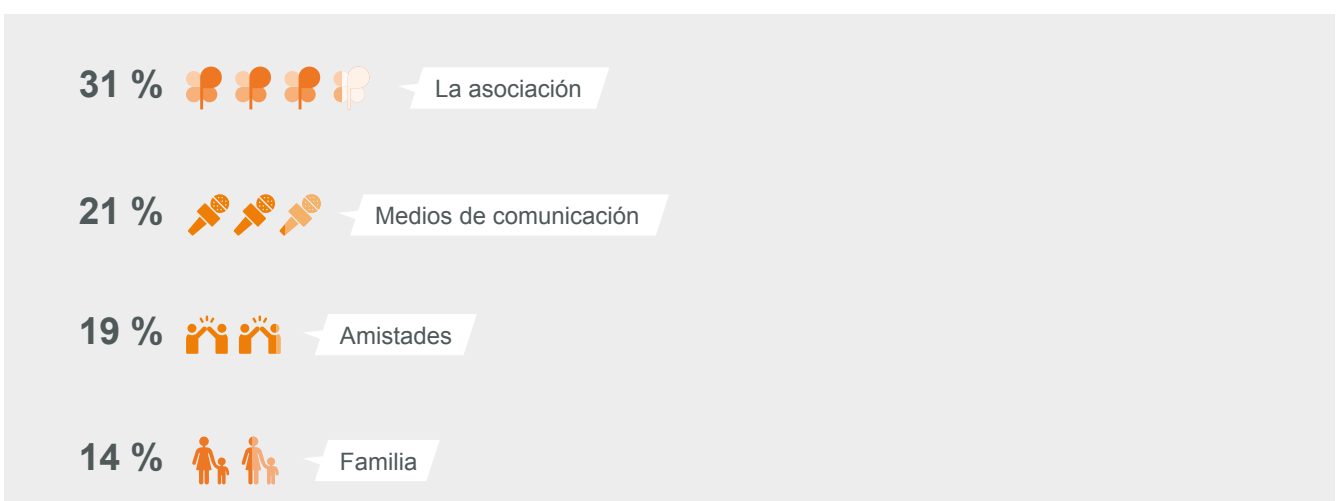 31 % La asociación
21 % Medios de comunicación
19 % Amistades
14 % Familia